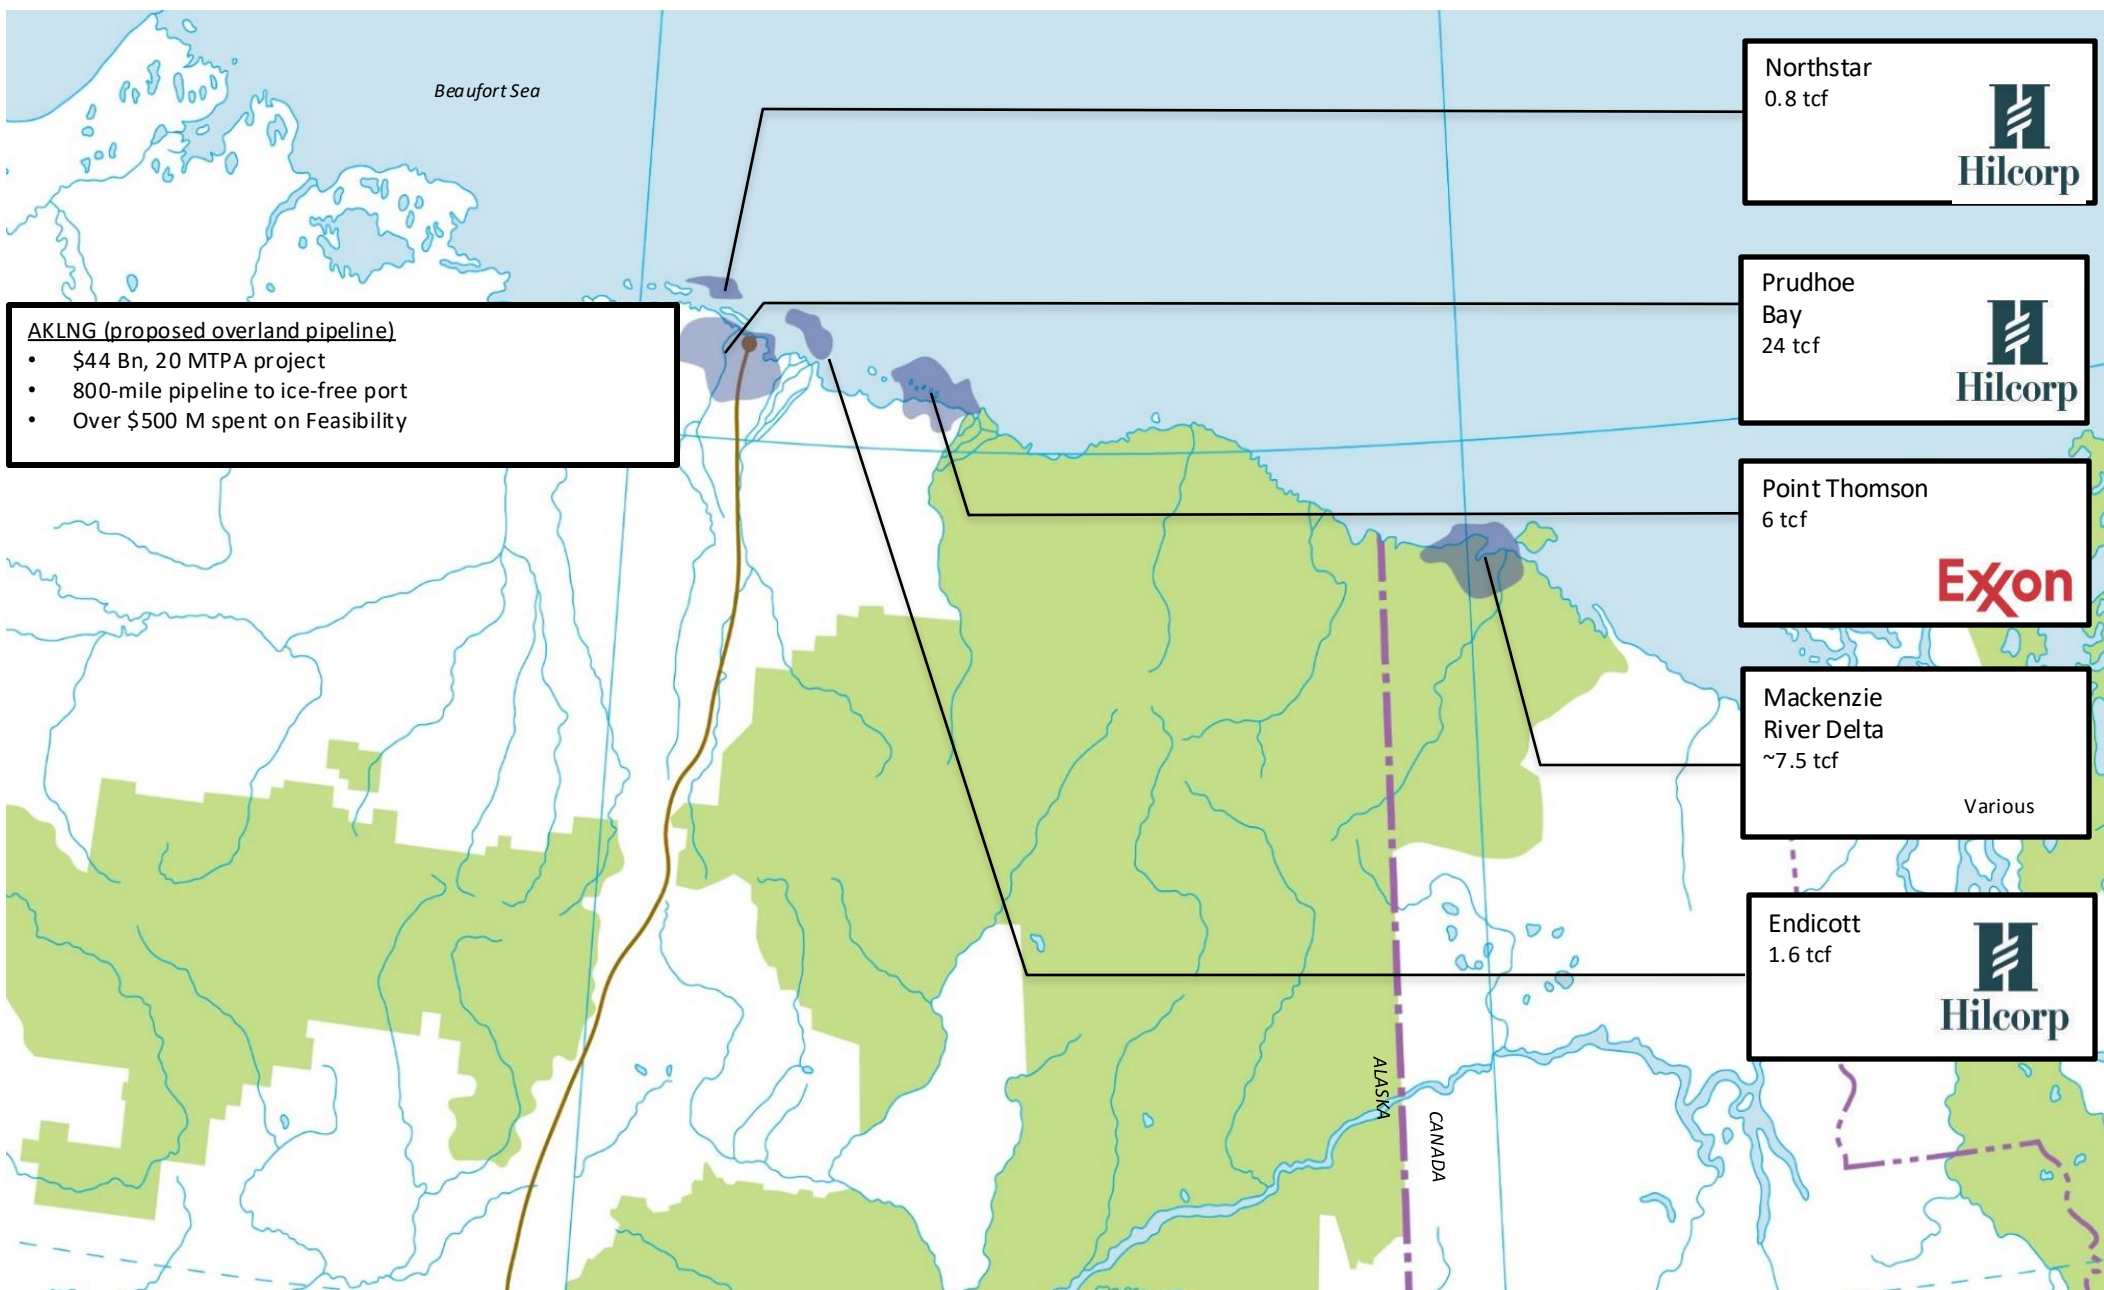 Beaufort Sea
Northstar
0.8 tcf
Hilcorp
Prudhoe
Bay
24 tcf
Hilcorp
AKLNG (proposed overland pipeline)
• $44 Bn, 20 MTPA project
• 800-mile pipeline to ice-free port
• Over $500 M spent on Feasibility
Point Thomson
6 tcf
Exxon
Mackenzie
River Delta
~7.5 tcf
Various
Endicott
1.6 tcf
Hilcorp
ALASKA
CANADA